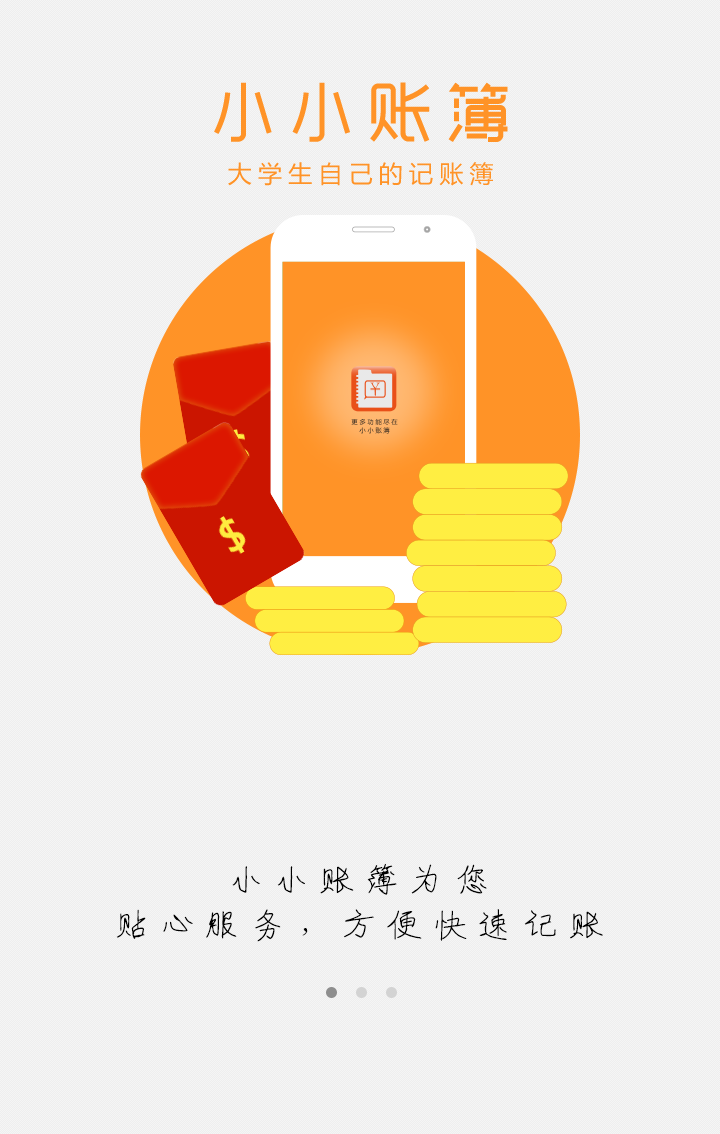 小小账簿
大学生自己的记账簿
¥
更多功能尽在
小小账簿
$
$
小小账簿为您
贴心服务，方便快速记账